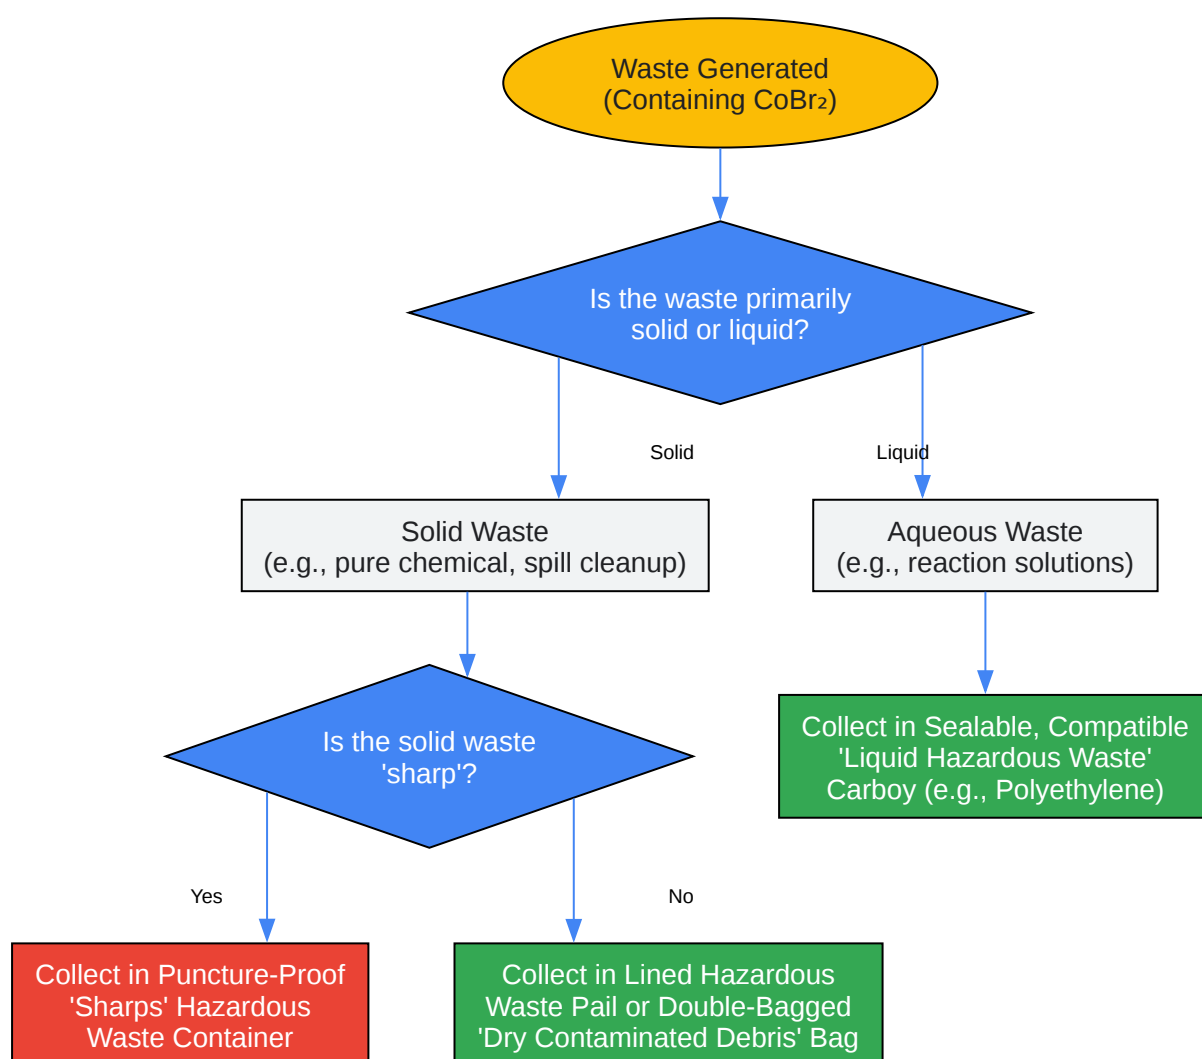 Waste Generated
(Containing CoBr₂)
Is the waste primarily
solid or liquid?
Solid
Liquid
Solid Waste
(e.g., pure chemical, spill cleanup)
Aqueous Waste
(e.g., reaction solutions)
Is the solid waste
'sharp'?
Collect in Sealable, Compatible
'Liquid Hazardous Waste'
Carboy (e.g., Polyethylene)
Yes
No
Collect in Puncture-Proof
'Sharps' Hazardous
Waste Container
Collect in Lined Hazardous
Waste Pail or Double-Bagged
'Dry Contaminated Debris' Bag